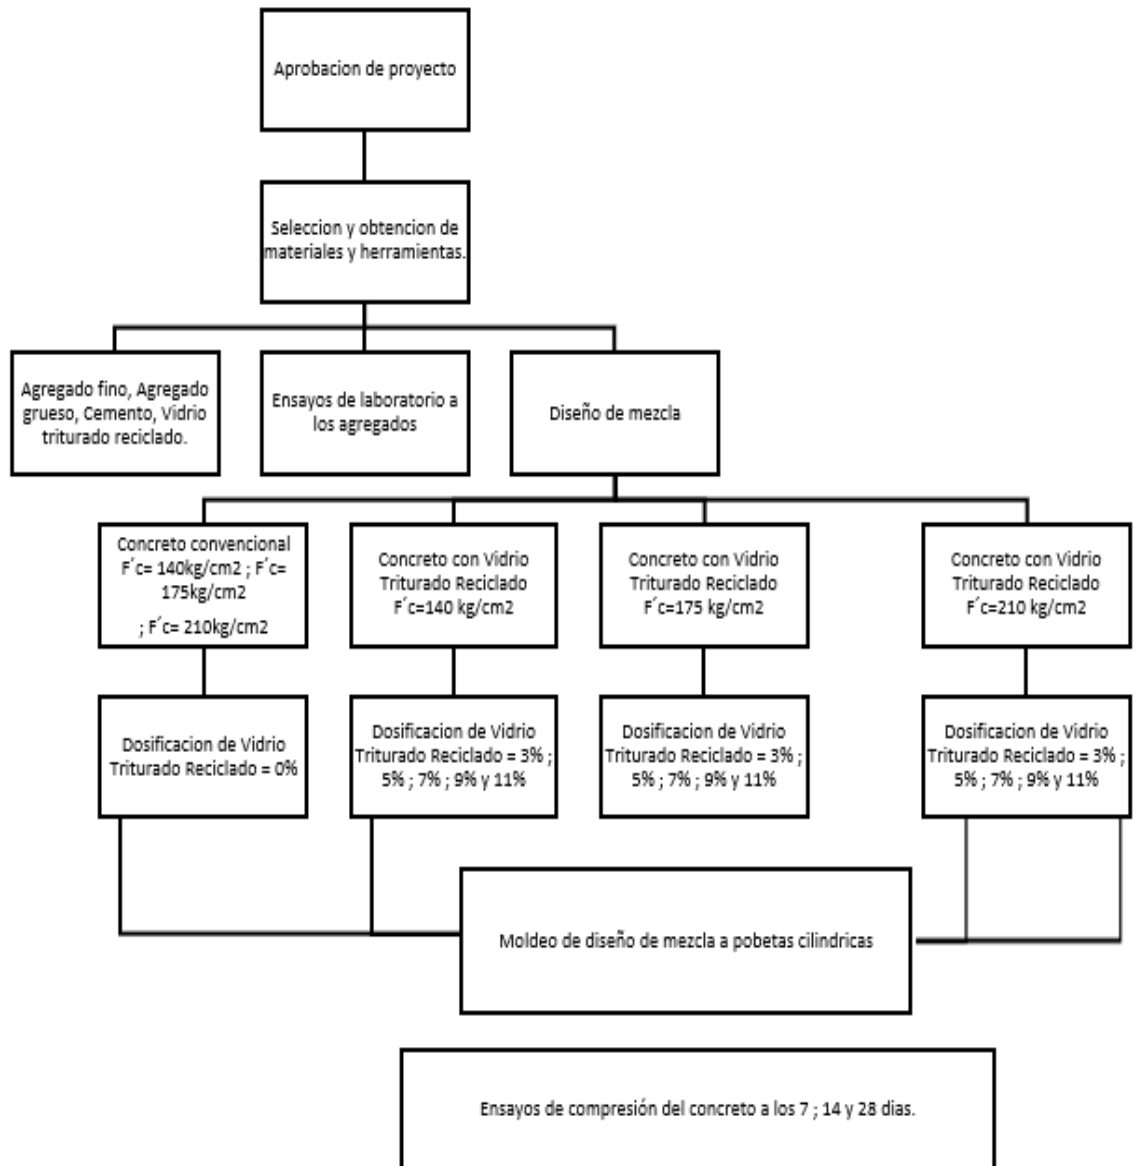 Aprobacion de proyecto
Seleccion y obtencion de
materiales y herramientas.
Agregado fino, Agregado
grueso, Cemento, Vidrio
triturado reciclado.
Ensayos de laboratorio a
los agregados
Diseño de mezcla
Concreto convencional
F´c= 140kg/cm2 ; F´c=
175kg/cm2
; F´c= 210kg/cm2
Concreto con Vidrio
Triturado Reciclado
F´c=140 kg/cm2
Concreto con Vidrio
Triturado Reciclado
F´c=175 kg/cm2
Concreto con Vidrio
Triturado Reciclado
F´c=210 kg/cm2
Dosificacion de Vidrio
Triturado Reciclado = 0%
Dosificacion de Vidrio
Triturado Reciclado = 3% ;
5% ; 7% ; 9% y 11%
Dosificacion de Vidrio
Triturado Reciclado = 3% ;
5% ; 7% ; 9% y 11%
Dosificacion de Vidrio
Triturado Reciclado = 3% ;
5% ; 7% ; 9% y 11%
Moldeo de diseño de mezcla a pobetas cilindricas
Ensayos de compresión del concreto a los 7 ; 14 y 28 dias.